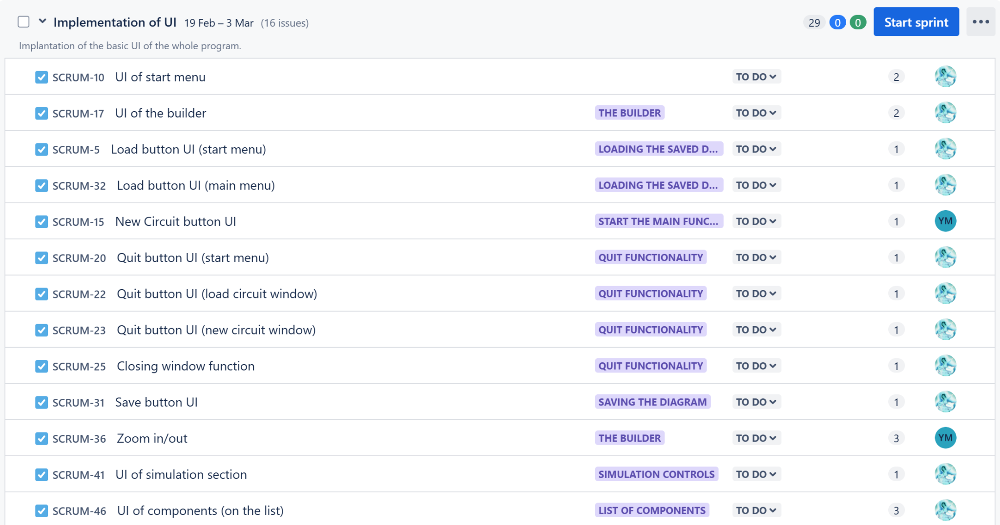 Implementation of UI 19 Feb – 3 Mar (16 issues) 29 0 0 Start sprint
Implantation of the basic UI of the whole program.
SCRUM-10 UI of start menu TO DO 2
SCRUM-17 UI of the builder THE BUILDER TO DO 2
SCRUM-5 Load button UI (start menu) LOADING THE SAVED D... TO DO 1
SCRUM-32 Load button UI (main menu) LOADING THE SAVED D... TO DO 1
SCRUM-15 New Circuit button UI START THE MAIN FUNC... TO DO 1 YM
SCRUM-20 Quit button UI (start menu) QUIT FUNCTIONALITY TO DO 1
SCRUM-22 Quit button UI (load circuit window) QUIT FUNCTIONALITY TO DO 1
SCRUM-23 Quit button UI (new circuit window) QUIT FUNCTIONALITY TO DO 1
SCRUM-25 Closing window function QUIT FUNCTIONALITY TO DO 1
SCRUM-31 Save button UI SAVING THE DIAGRAM TO DO 1
SCRUM-36 Zoom in/out THE BUILDER TO DO 3 YM
SCRUM-41 UI of simulation section SIMULATION CONTROLS TO DO 1
SCRUM-46 UI of components (on the list) LIST OF COMPONENTS TO DO 3